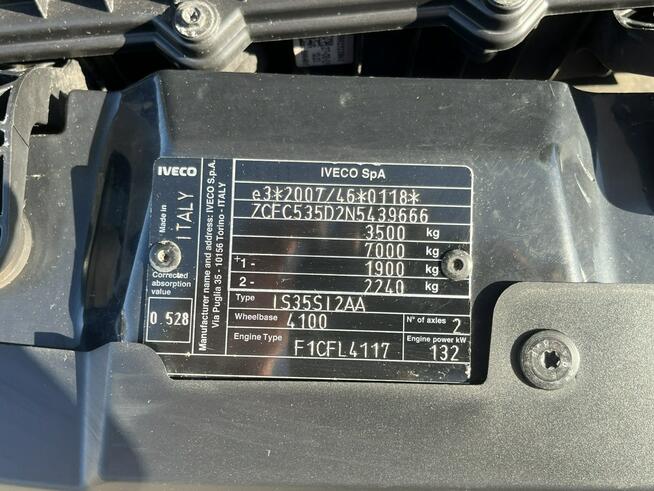 IVECO
Made in
ITALY
Corrected
absorption
value
0 528
Manufacturer name and address: IVECO S.p.A.
Via Puglia 35 - 10156 Torino - ITALY
IVECO SpA
e3*2007/46*0118*
ZCFC535D2N5439666
3500 kg
7000 kg
+1- 1900 kg
2- 2240 kg
Type IS35SI2AA
Wheelbase 4100 N° of axles 2
Engine Type F1CFL4117 Engine power kW 132